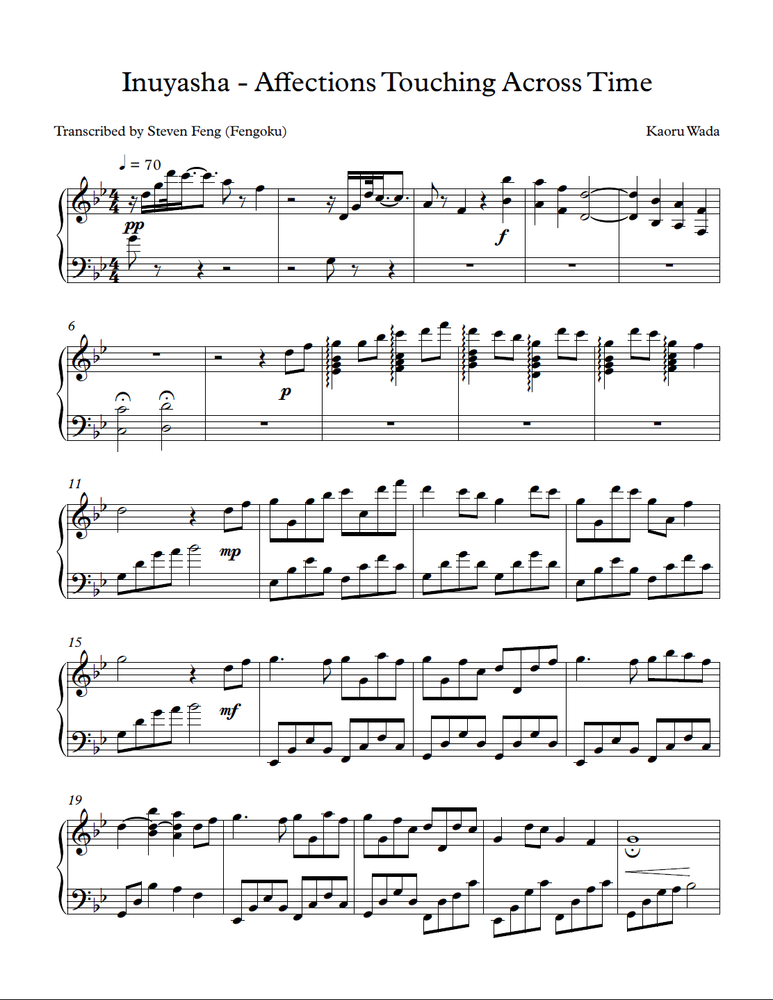 Inuyasha - Affections Touching Across Time
Transcribed by Steven Feng (Fengoku)
Kaoru Wada
♩ = 70
pp
f
6
p
11
mp
15
mf
19